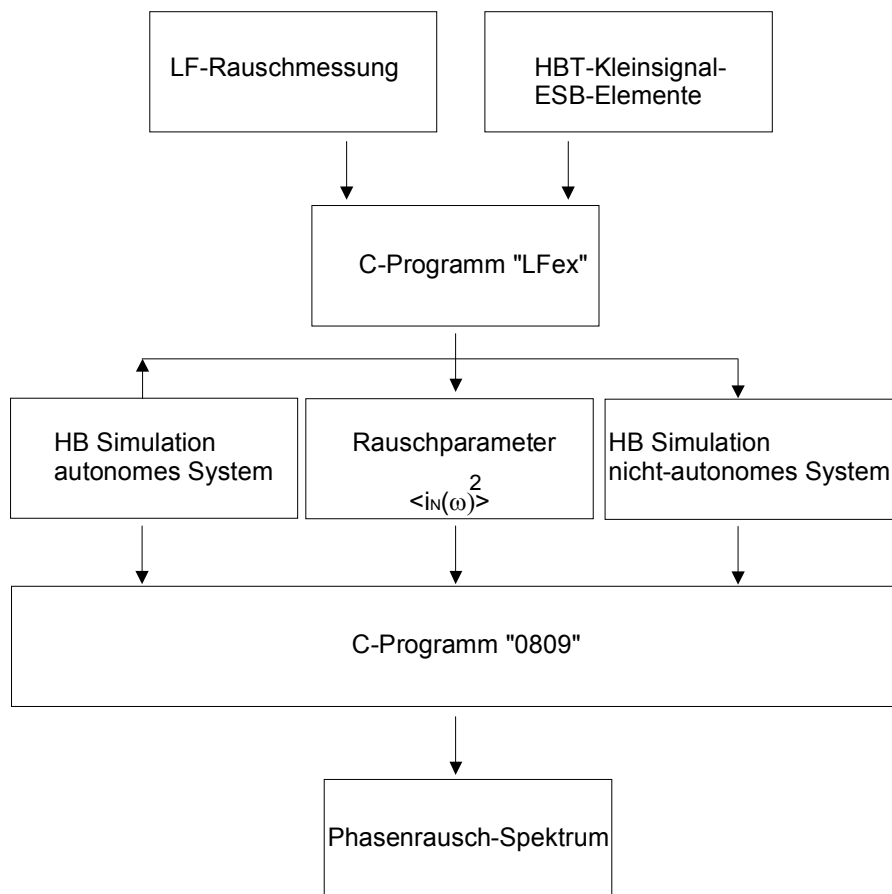 LF-Rauschmessung
HBT-Kleinsignal-
ESB-Elemente
C-Programm "LFex"
HB Simulation
autonomes System
Rauschparameter
<iN(ω)²>
HB Simulation
nicht-autonomes System
C-Programm "0809"
Phasenrausch-Spektrum